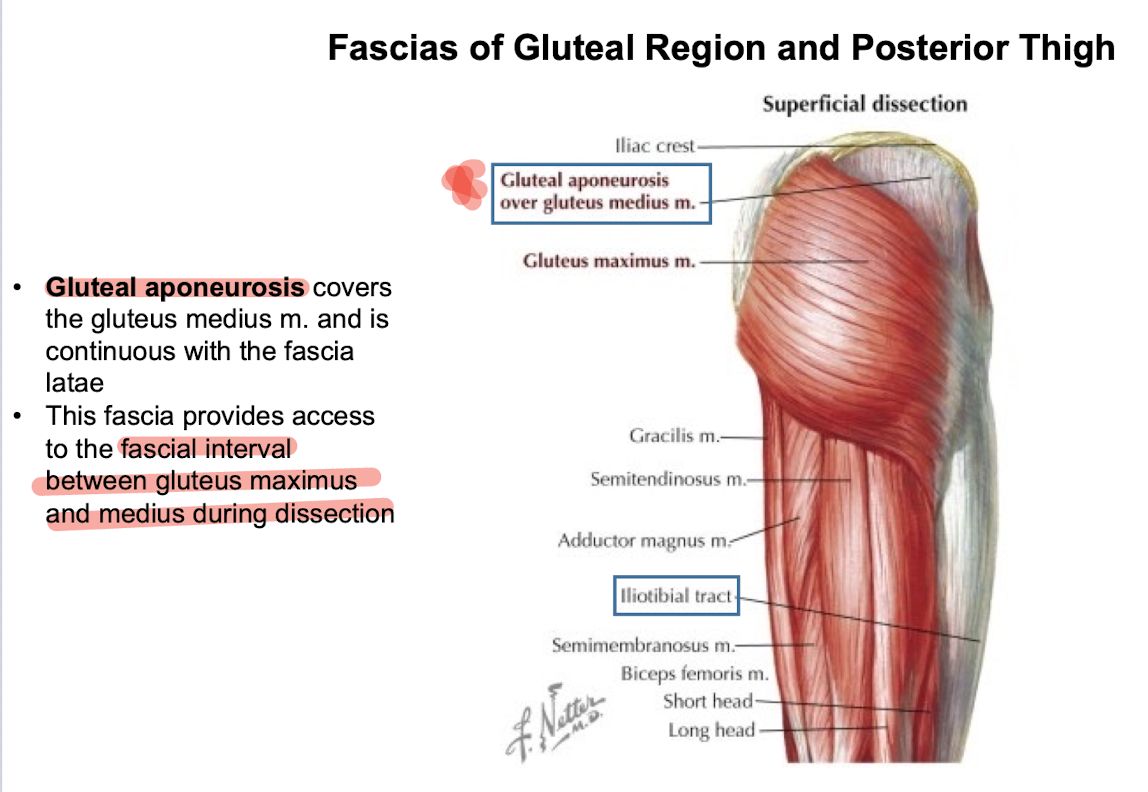 Fascias of Gluteal Region and Posterior Thigh
• Gluteal aponeurosis covers
the gluteus medius m. and is
continuous with the fascia
latae
• This fascia provides access
to the fascial interval
between gluteus maximus
and medius during dissection
Superficial dissection
Iliac crest
Gluteal aponeurosis
over gluteus medius m.
Gluteus maximus m.
Gracilis m.
Semitendinosus m.
Adductor magnus m.
Iliotibial tract
Semimembranosus m.
Biceps femoris m.
Short head
Long head
F. Netter
M.D.